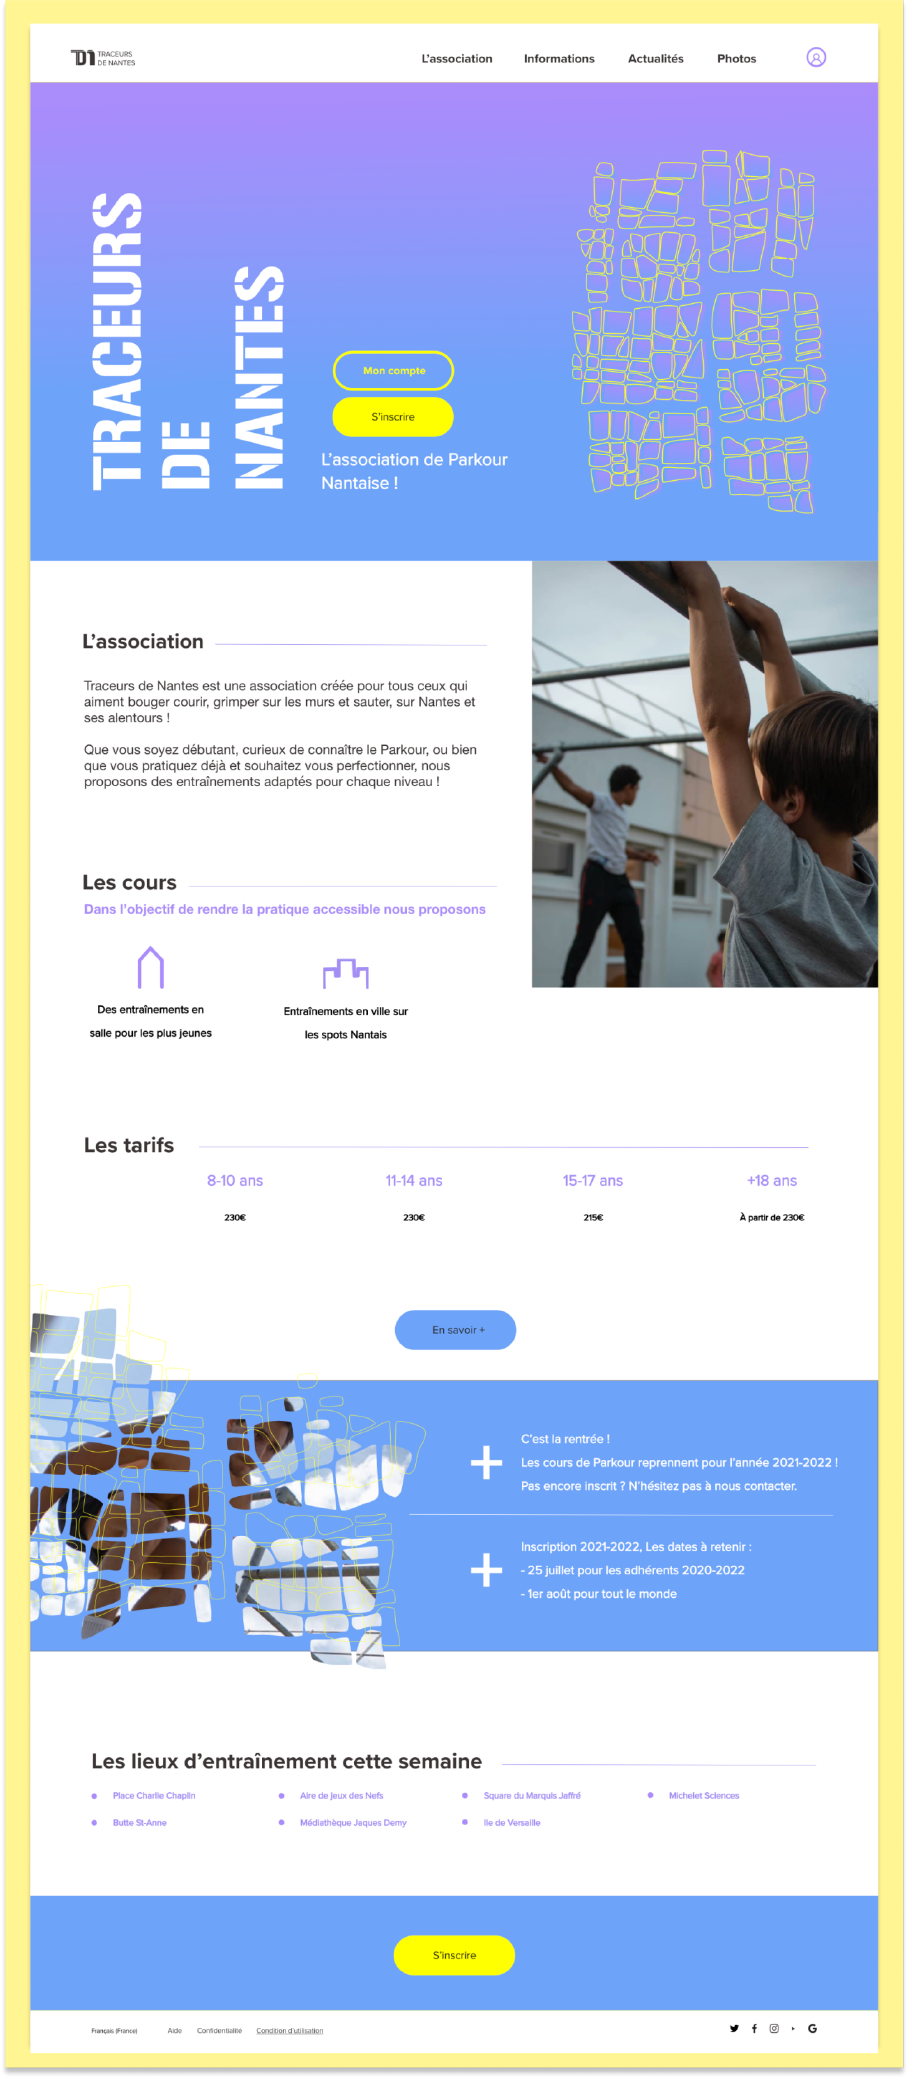 TRACEURS
DE NANTES
L'association
Informations
Actualités
Photos
TRACEURS
DE
NANTES
Mon compte
S'inscrire
L'association de Parkour
Nantaise !
L'association
Traceurs de Nantes est une association créée pour tous ceux qui
aiment bouger courir, grimper sur les murs et sauter, sur Nantes et
ses alentours !
Que vous soyez débutant, curieux de connaître le Parkour, ou bien
que vous pratiquez déjà et souhaitez vous perfectionner, nous
proposons des entraînements adaptés pour chaque niveau !
Les cours
Dans l'objectif de rendre la pratique accessible nous proposons
Des entraînements en
salle pour les plus jeunes
Entraînements en ville sur
les spots Nantais
Les tarifs
8-10 ans
11-14 ans
15-17 ans
+18 ans
230€
230€
215€
À partir de 230€
En savoir +
C'est la rentrée !
Les cours de Parkour reprennent pour l'année 2021-2022 !
Pas encore inscrit ? N'hésitez pas à nous contacter.
Inscription 2021-2022, Les dates à retenir :
- 25 juillet pour les adhérents 2020-2022
- 1er août pour tout le monde
Les lieux d'entraînement cette semaine
Place Charlie Chaplin
Aire de jeux des Nefs
Square du Marquis Jaffré
Michelet Sciences
Butte St-Anne
Médiathèque Jaques Demy
Ile de Versaille
S'inscrire
Français (France)
Aide
Confidentialité
Condition d'utilisation